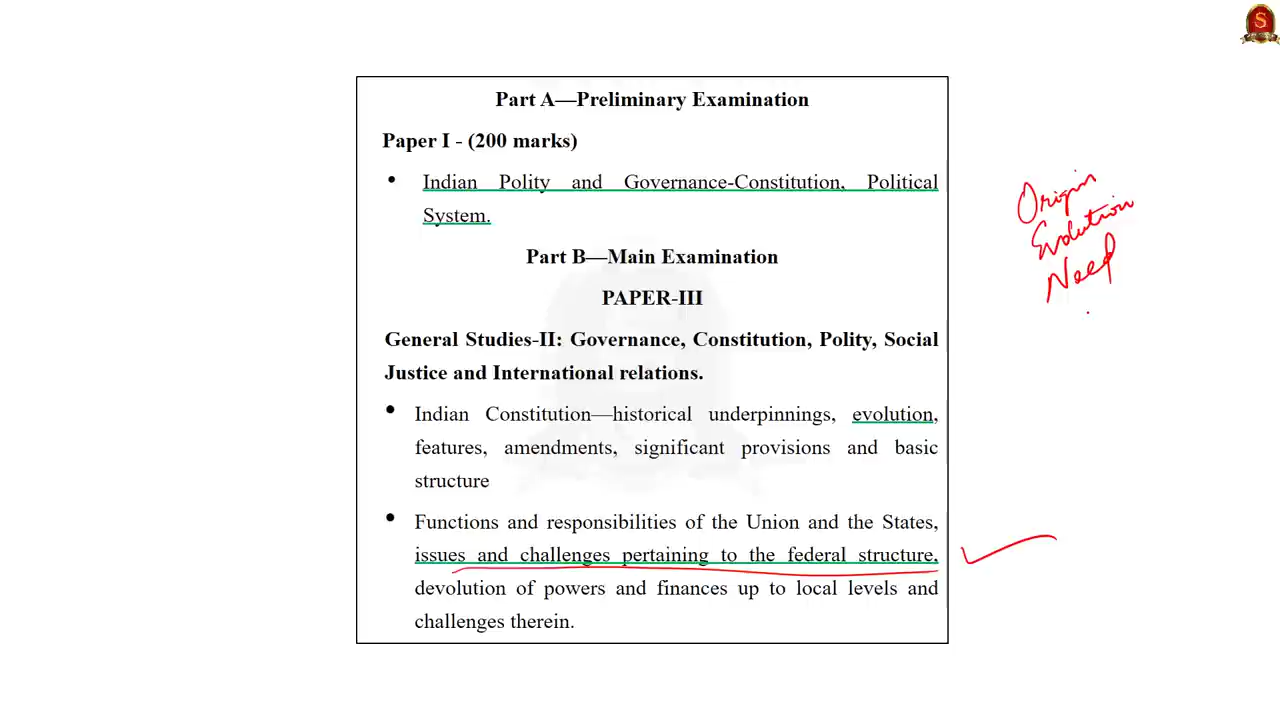 S
Part A—Preliminary Examination
Paper I - (200 marks)
• Indian Polity and Governance-Constitution, Political
System.
Part B—Main Examination
PAPER-III
General Studies-II: Governance, Constitution, Polity, Social
Justice and International relations.
• Indian Constitution—historical underpinnings, evolution,
features, amendments, significant provisions and basic
structure
• Functions and responsibilities of the Union and the States,
issues and challenges pertaining to the federal structure,
devolution of powers and finances up to local levels and
challenges therein.
Origin
Evolution
Need